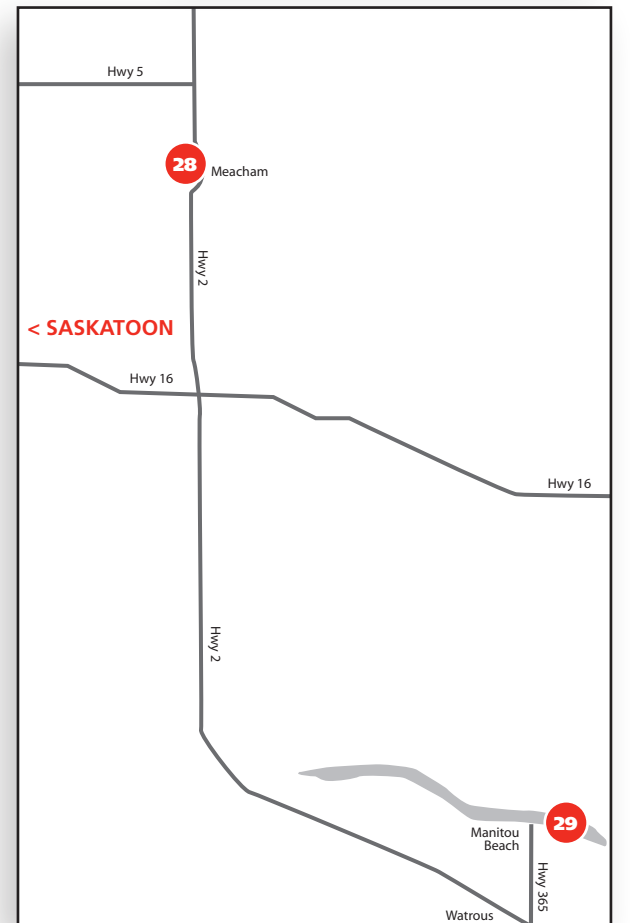 Hwy 5
28
Meacham
Hwy 2
< SASKATOON
Hwy 16
Hwy 16
Hwy 2
29
Manitou
Beach
Hwy 365
Watrous